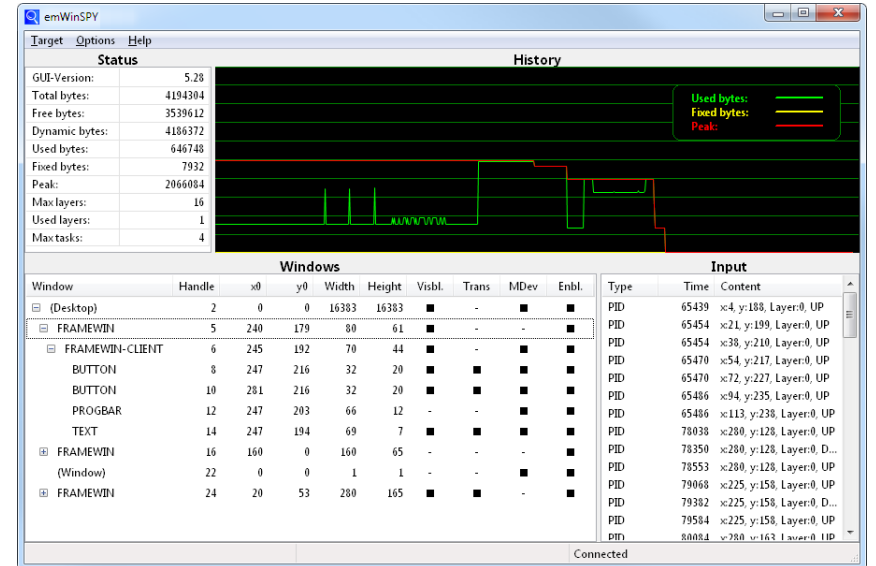 emWinSPY
Target Options Help
Status
GUI-Version: 5.28
Total bytes: 4194304
Free bytes: 3539612
Dynamic bytes: 4186372
Used bytes: 646748
Fixed bytes: 7932
Peak: 2066084
Max layers: 16
Used layers: 1
Max tasks: 4
History
Used bytes:
Fixed bytes:
Peak:
Windows
Window Handle x0 y0 Width Height Visbl. Trans MDev Enbl.
(Desktop) 2 0 0 16383 16383 -
FRAMEWIN 5 240 179 80 61 - -
FRAMEWIN-CLIENT 6 245 192 70 44 -
BUTTON 8 247 216 32 20
BUTTON 10 281 216 32 20
PROGBAR 12 247 203 66 12 - -
TEXT 14 247 194 69 7
FRAMEWIN 16 160 0 160 65 - - -
(Window) 22 0 0 1 1 - -
FRAMEWIN 24 20 53 280 165 -
Input
Type Time Content
PID 65439 x:4, y:188, Layer:0, UP
PID 65454 x:21, y:199, Layer:0, UP
PID 65454 x:38, y:210, Layer:0, UP
PID 65470 x:54, y:217, Layer:0, UP
PID 65470 x:72, y:227, Layer:0, UP
PID 65486 x:94, y:235, Layer:0, UP
PID 65486 x:113, y:238, Layer:0, UP
PID 78038 x:280, y:128, Layer:0, UP
PID 78350 x:280, y:128, Layer:0, D...
PID 78553 x:280, y:128, Layer:0, UP
PID 79068 x:225, y:158, Layer:0, UP
PID 79382 x:225, y:158, Layer:0, D...
PID 79584 x:225, y:158, Layer:0, UP
PID 80084 x:280, y:163, Layer:0, UP
Connected